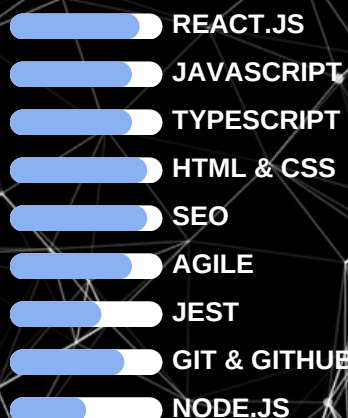 REACT.JS
JAVASCRIPT
TYPESCRIPT
HTML & CSS
SEO
AGILE
JEST
GIT & GITHUB
NODE.JS